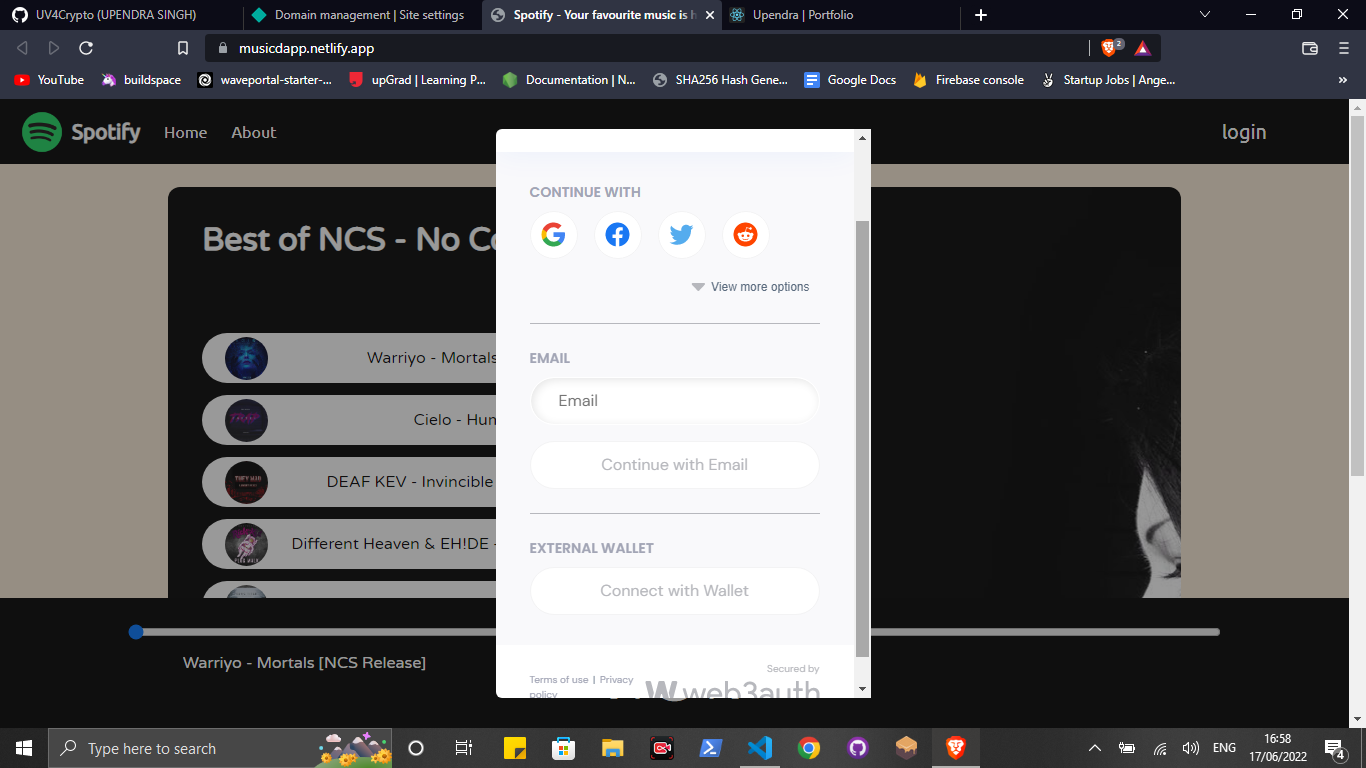 UV4Crypto (UPENDRA SINGH)
Domain management | Site settings
Spotify - Your favourite music is h
Upendra | Portfolio
musicdapp.netlify.app
2
YouTube
buildspace
waveportal-starter-...
upGrad | Learning P...
Documentation | N...
SHA256 Hash Gene...
Google Docs
Firebase console
Startup Jobs | Ange...
»
Spotify
Home
About
login
Best of NCS - No Co
Warriyo - Mortals
Cielo - Hum
DEAF KEV - Invincible
Different Heaven & EH!DE -
CONTINUE WITH
View more options
EMAIL
Email
Continue with Email
EXTERNAL WALLET
Connect with Wallet
Secured by
Terms of use | Privacy
policy
web3auth
Warriyo - Mortals [NCS Release]
Type here to search
ENG
16:58
17/06/2022
4